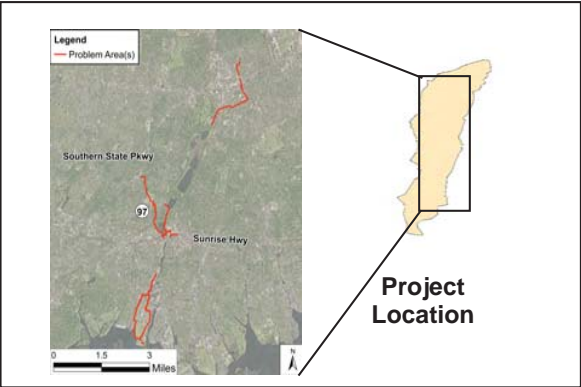 Legend
Problem Area(s)
Southern State Pkwy
97
Sunrise Hwy
0 1.5 3
Miles
N
Project
Location